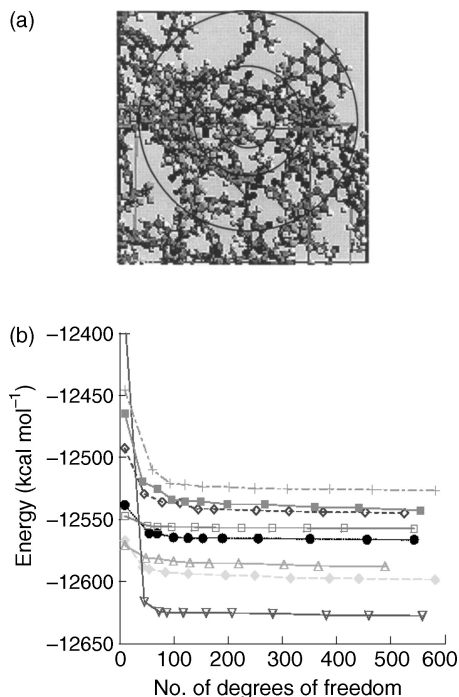 (a)
(b)
−12400
−12450
−12500
−12550
−12600
−12650
Energy (kcal mol⁻¹)
0 100 200 300 400 500 600
No. of degrees of freedom